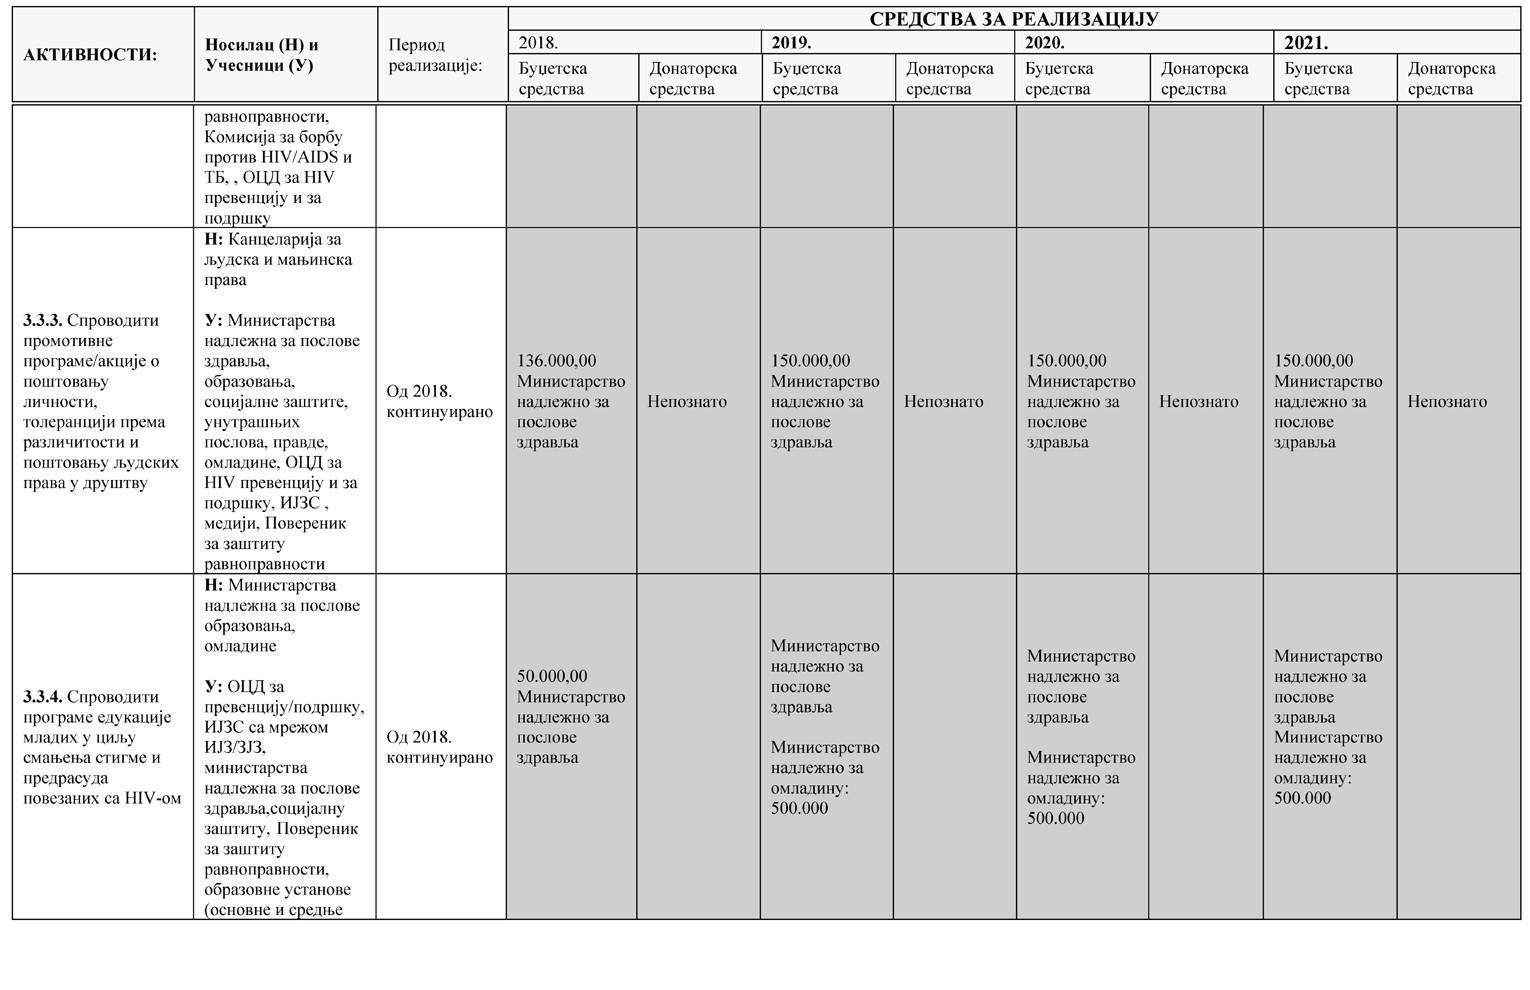 АКТИВНОСТИ:
Носилац (Н) и
Учесници (У)
Период
реализације:
СРЕДСТВА ЗА РЕАЛИЗАЦИЈУ
2018.
2019.
2020.
2021.
Буџетска
средства
Донаторска
средства
Буџетска
средства
Донаторска
средства
Буџетска
средства
Донаторска
средства
Буџетска
средства
Донаторска
средства
равноправности,
Комисија за борбу
против HIV/AIDS и
ТБ, , ОЦД за HIV
превенцију и за
подршку
3.3.3. Спроводити
промотивне
програме/акције о
поштовању
личности,
толеранцији према
различитости и
поштовању људских
права у друштву
Н: Канцеларија за
људска и мањинска
права
У: Министарства
надлежна за послове
здравља,
образовања,
социјалне заштите,
унутрашњих
послова, правде,
омладине, ОЦД за
HIV превенцију и за
подршку, ИЈЗС ,
медији, Повереник
за заштиту
равноправности
Од 2018.
континуирано
136.000,00
Министарство
надлежно за
послове
здравља
Непознато
150.000,00
Министарство
надлежно за
послове
здравља
Непознато
150.000,00
Министарство
надлежно за
послове
здравља
Непознато
150.000,00
Министарство
надлежно за
послове
здравља
Непознато
3.3.4. Спроводити
програме едукације
младих у циљу
смањења стигме и
предрасуда
повезаних са HIV-ом
Н: Министарства
надлежна за послове
образовања,
омладине
У: ОЦД за
превенцију/подршку,
ИЈЗС са мрежом
ИЈЗ/ЗЈЗ,
министарства
надлежна за послове
здравља,социјалну
заштиту, Повереник
за заштиту
равноправности,
образовне установе
(основне и средње
Од 2018.
континуирано
50.000,00
Министарство
надлежно за
послове
здравља
Министарство
надлежно за
послове
здравља
Министарство
надлежно за
омладину:
500.000
Министарство
надлежно за
послове
здравља
Министарство
надлежно за
омладину:
500.000
Министарство
надлежно за
послове
здравља
Министарство
надлежно за
омладину:
500.000